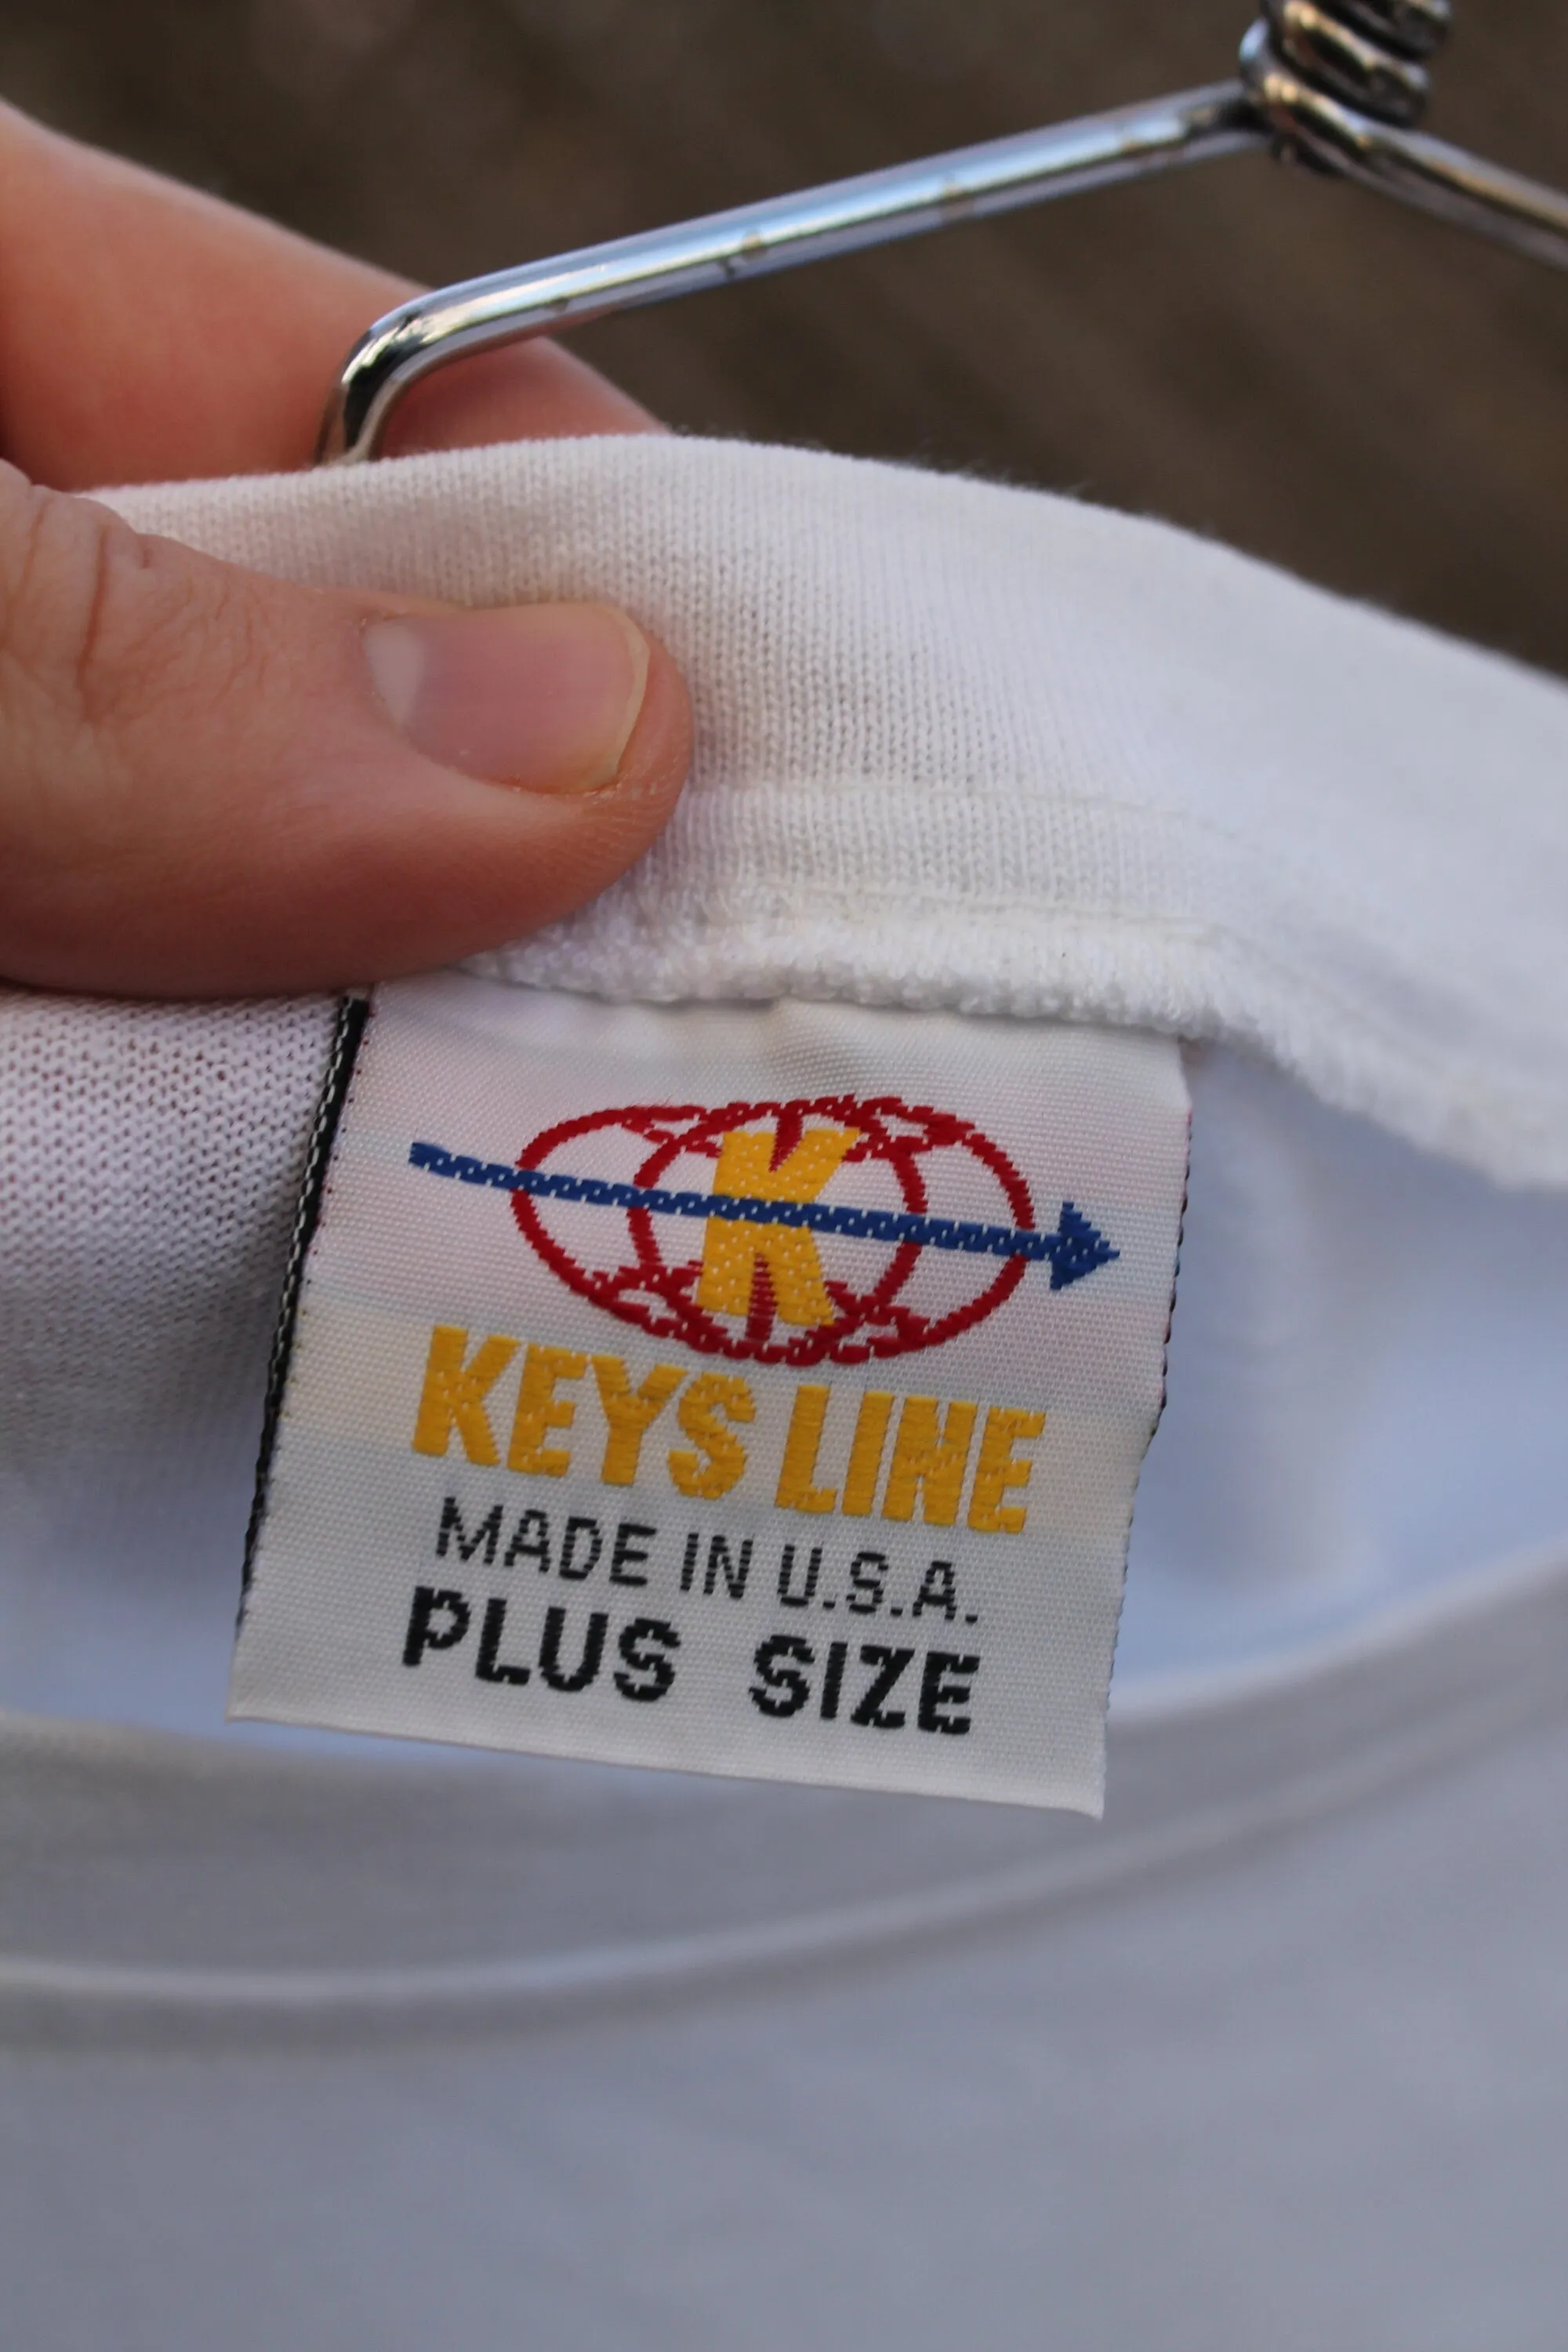 K
KEYS LINE
MADE IN U.S.A.
PLUS SIZE